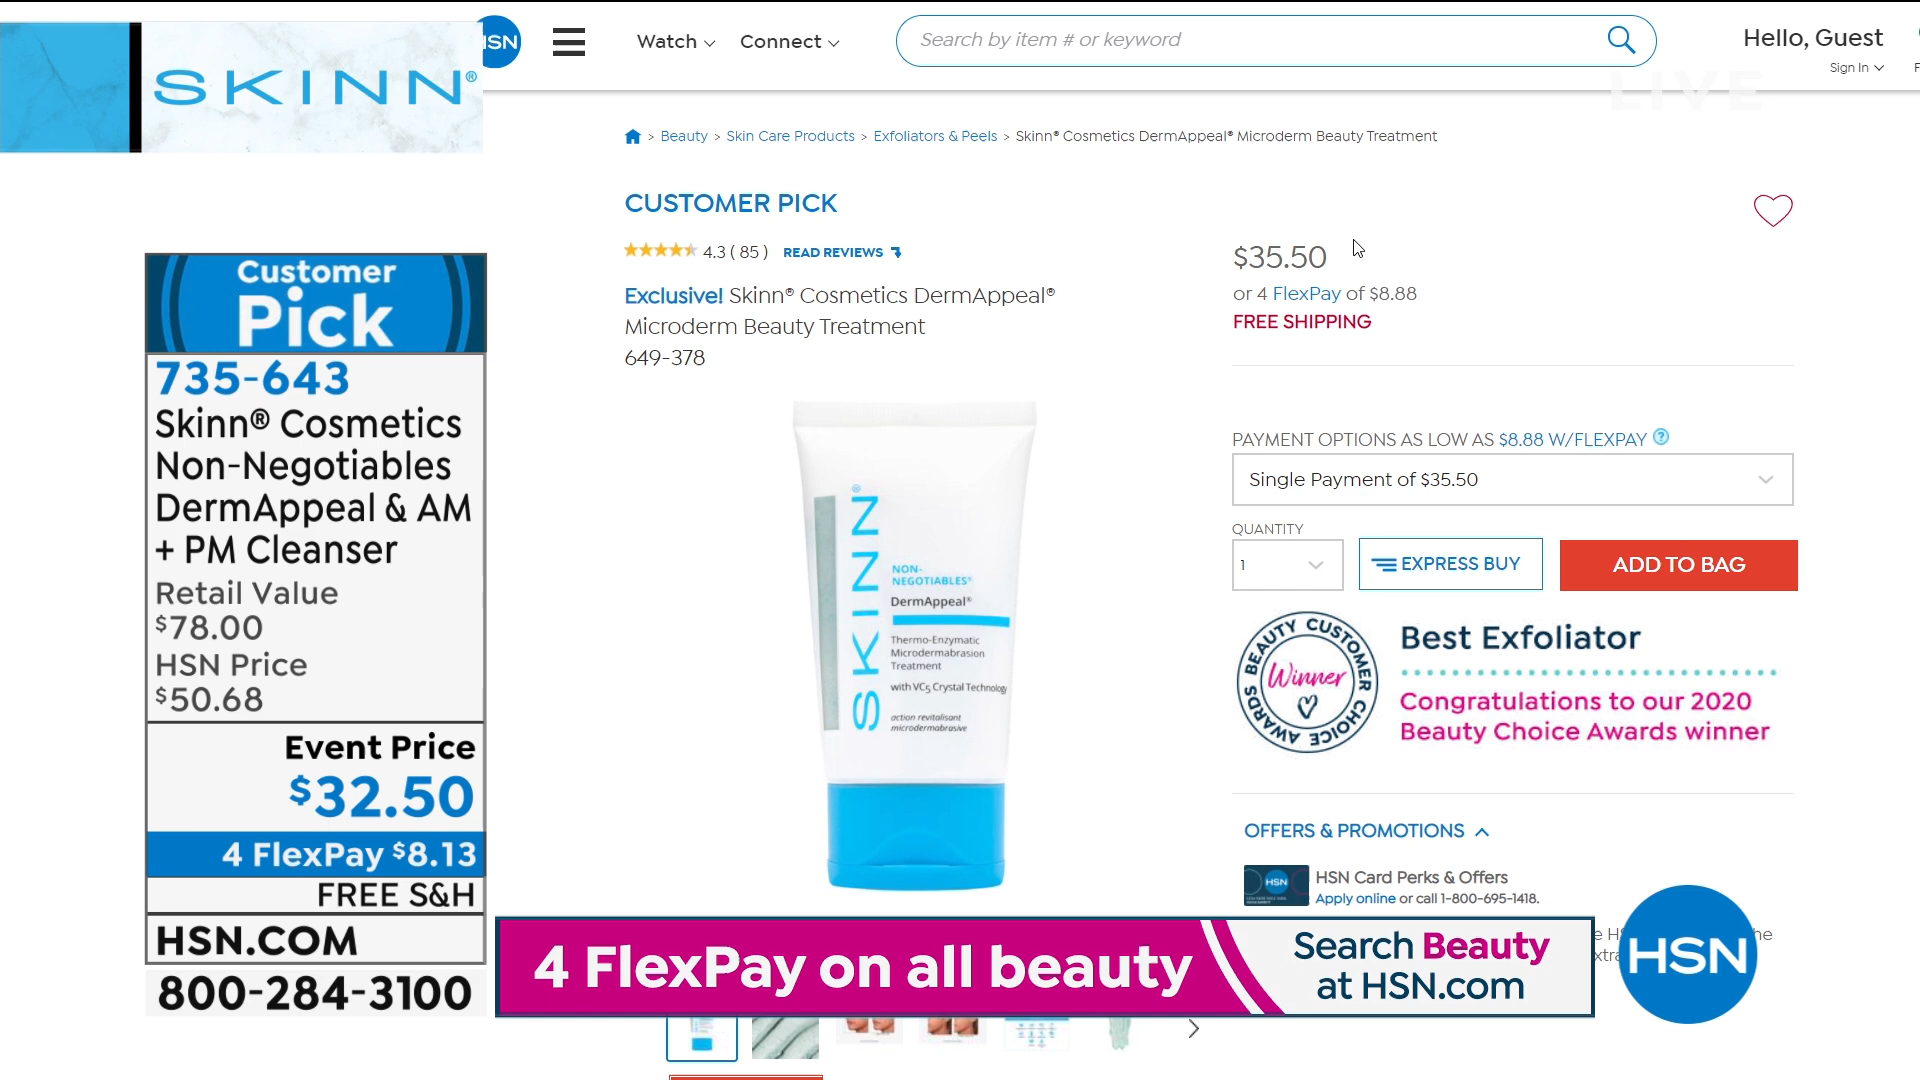 SKINN®
HSN
Watch
Connect
Search by item # or keyword
Hello, Guest
Sign In
LIVE
> Beauty > Skin Care Products > Exfoliators & Peels > Skinn® Cosmetics DermAppeal® Microderm Beauty Treatment
CUSTOMER PICK
4.3 ( 85 ) READ REVIEWS
Exclusive! Skinn® Cosmetics DermAppeal®
Microderm Beauty Treatment
649-378
$35.50
or 4 FlexPay of $8.88
FREE SHIPPING
PAYMENT OPTIONS AS LOW AS $8.88 W/FLEXPAY ?
Single Payment of $35.50
QUANTITY
1
EXPRESS BUY
ADD TO BAG
BEAUTY CUSTOMER CHOICE AWARDS
Winner
Best Exfoliator
Congratulations to our 2020
Beauty Choice Awards winner
OFFERS & PROMOTIONS
HSN
HSN Card Perks & Offers
Apply online or call 1-800-695-1418.
SKINN®
NON-
NEGOTIABLES®
DermAppeal®
Thermo-Enzymatic
Microdermabrasion
Treatment
with VC5 Crystal Technology
action revitalisant
microdermabrasive
Customer
Pick
735-643
Skinn® Cosmetics
Non-Negotiables
DermAppeal & AM
+ PM Cleanser
Retail Value
$78.00
HSN Price
$50.68
Event Price
$32.50
4 FlexPay $8.13
FREE S&H
HSN.COM
800-284-3100
4 FlexPay on all beauty
Search Beauty
at HSN.com
HSN